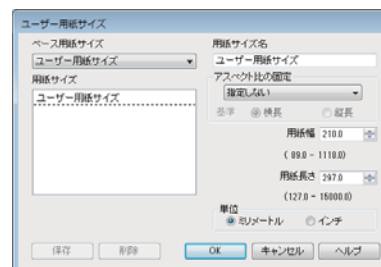 ユーザー用紙サイズ
ベース用紙サイズ
ユーザー用紙サイズ
用紙サイズ
ユーザー用紙サイズ
用紙サイズ名
ユーザー用紙サイズ
アスペクト比の固定
指定しない
基準 横長 縦長
用紙幅 210.0
( 89.0 - 1118.0)
用紙長さ 297.0
(127.0 - 15000.0)
単位
ミリメートル インチ
保存 削除 OK キャンセル ヘルプ